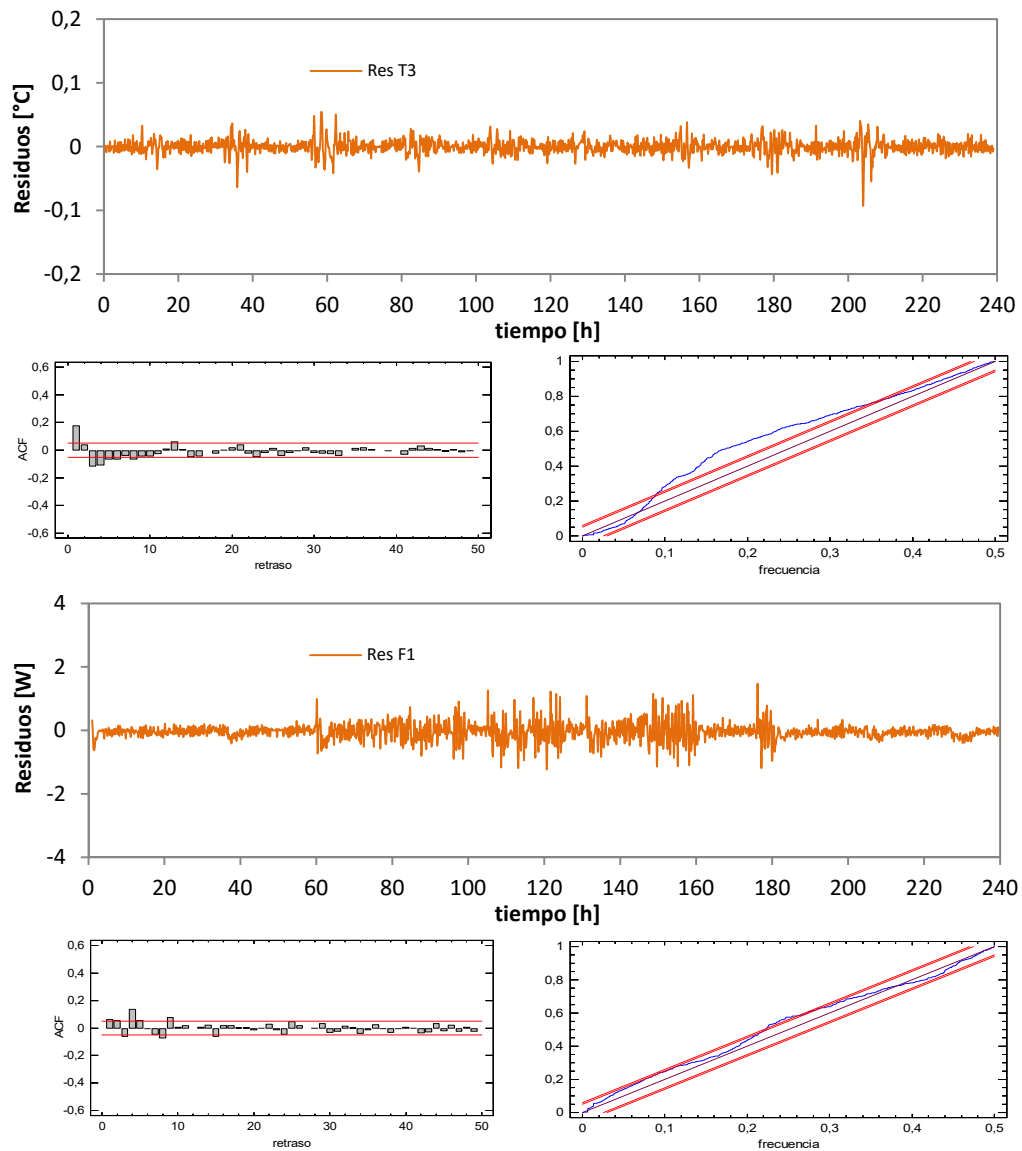 0,2
0,1
0
-0,1
-0,2
Residuos [°C]
Res T3
0 20 40 60 80 100 120 140 160 180 200 220 240
tiempo [h]
0,6
0,4
0,2
0
-0,2
-0,4
-0,6
ACF
0 10 20 30 40 50
retraso
1
0,8
0,6
0,4
0,2
0
0 0,1 0,2 0,3 0,4 0,5
frecuencia
4
2
0
-2
-4
Residuos [W]
Res F1
0 20 40 60 80 100 120 140 160 180 200 220 240
tiempo [h]
0,6
0,4
0,2
0
-0,2
-0,4
-0,6
ACF
0 10 20 30 40 50
retraso
1
0,8
0,6
0,4
0,2
0
0 0,1 0,2 0,3 0,4 0,5
frecuencia